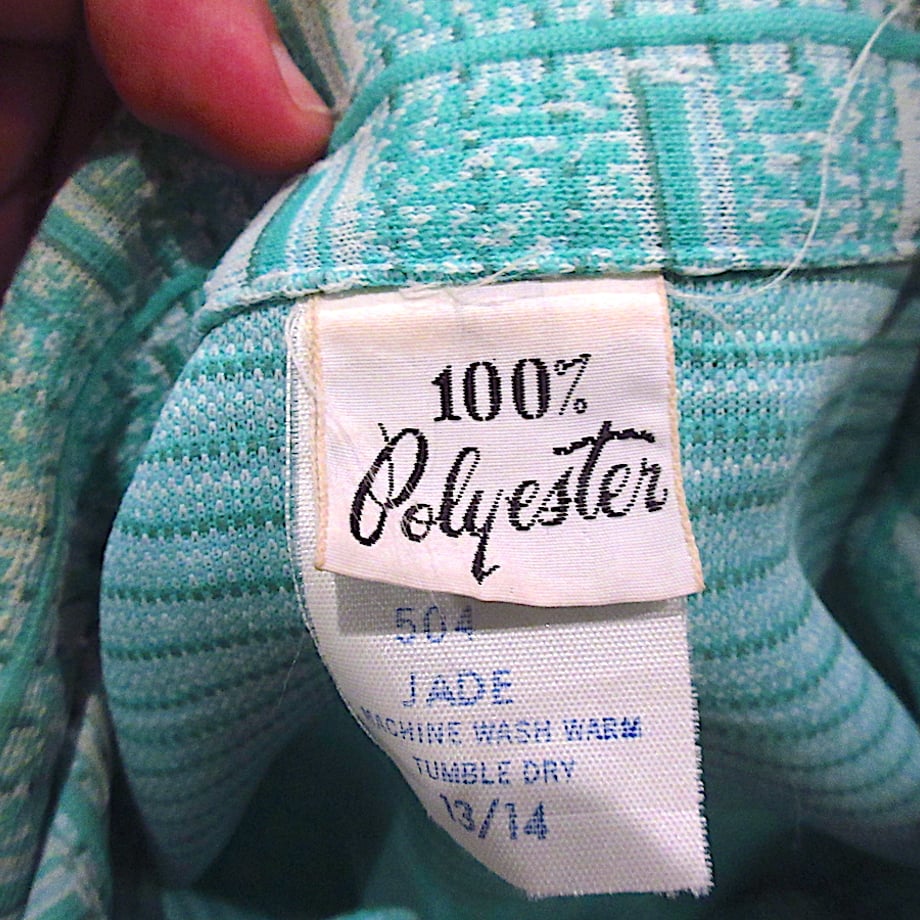 100%
Polyester
504
JADE
MACHINE WASH WARM
TUMBLE DRY
13/14